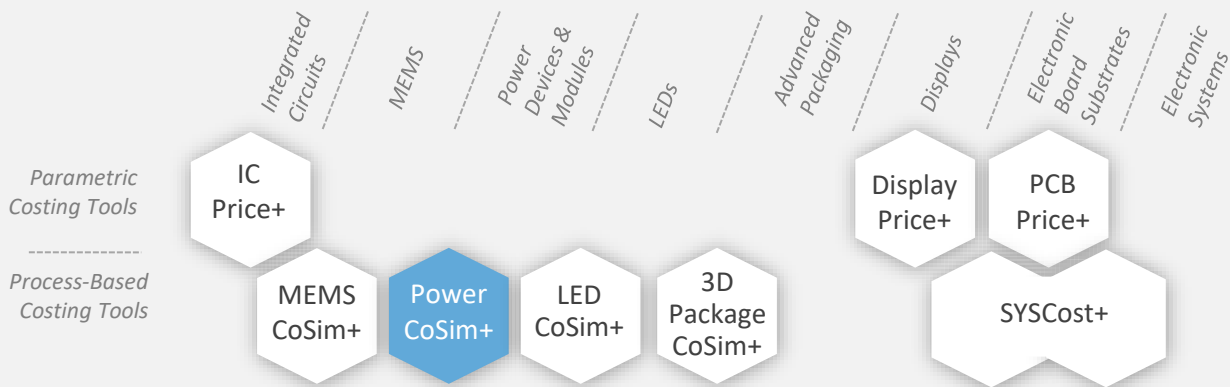 Integrated
Circuits
MEMS
Power
Devices &
Modules
LEDs
Advanced
Packaging
Displays
Electronic
Board
Substrates
Electronic
Systems
Parametric
Costing Tools
IC
Price+
Display
Price+
PCB
Price+
Process-Based
Costing Tools
MEMS
CoSim+
Power
CoSim+
LED
CoSim+
3D
Package
CoSim+
SYSCost+